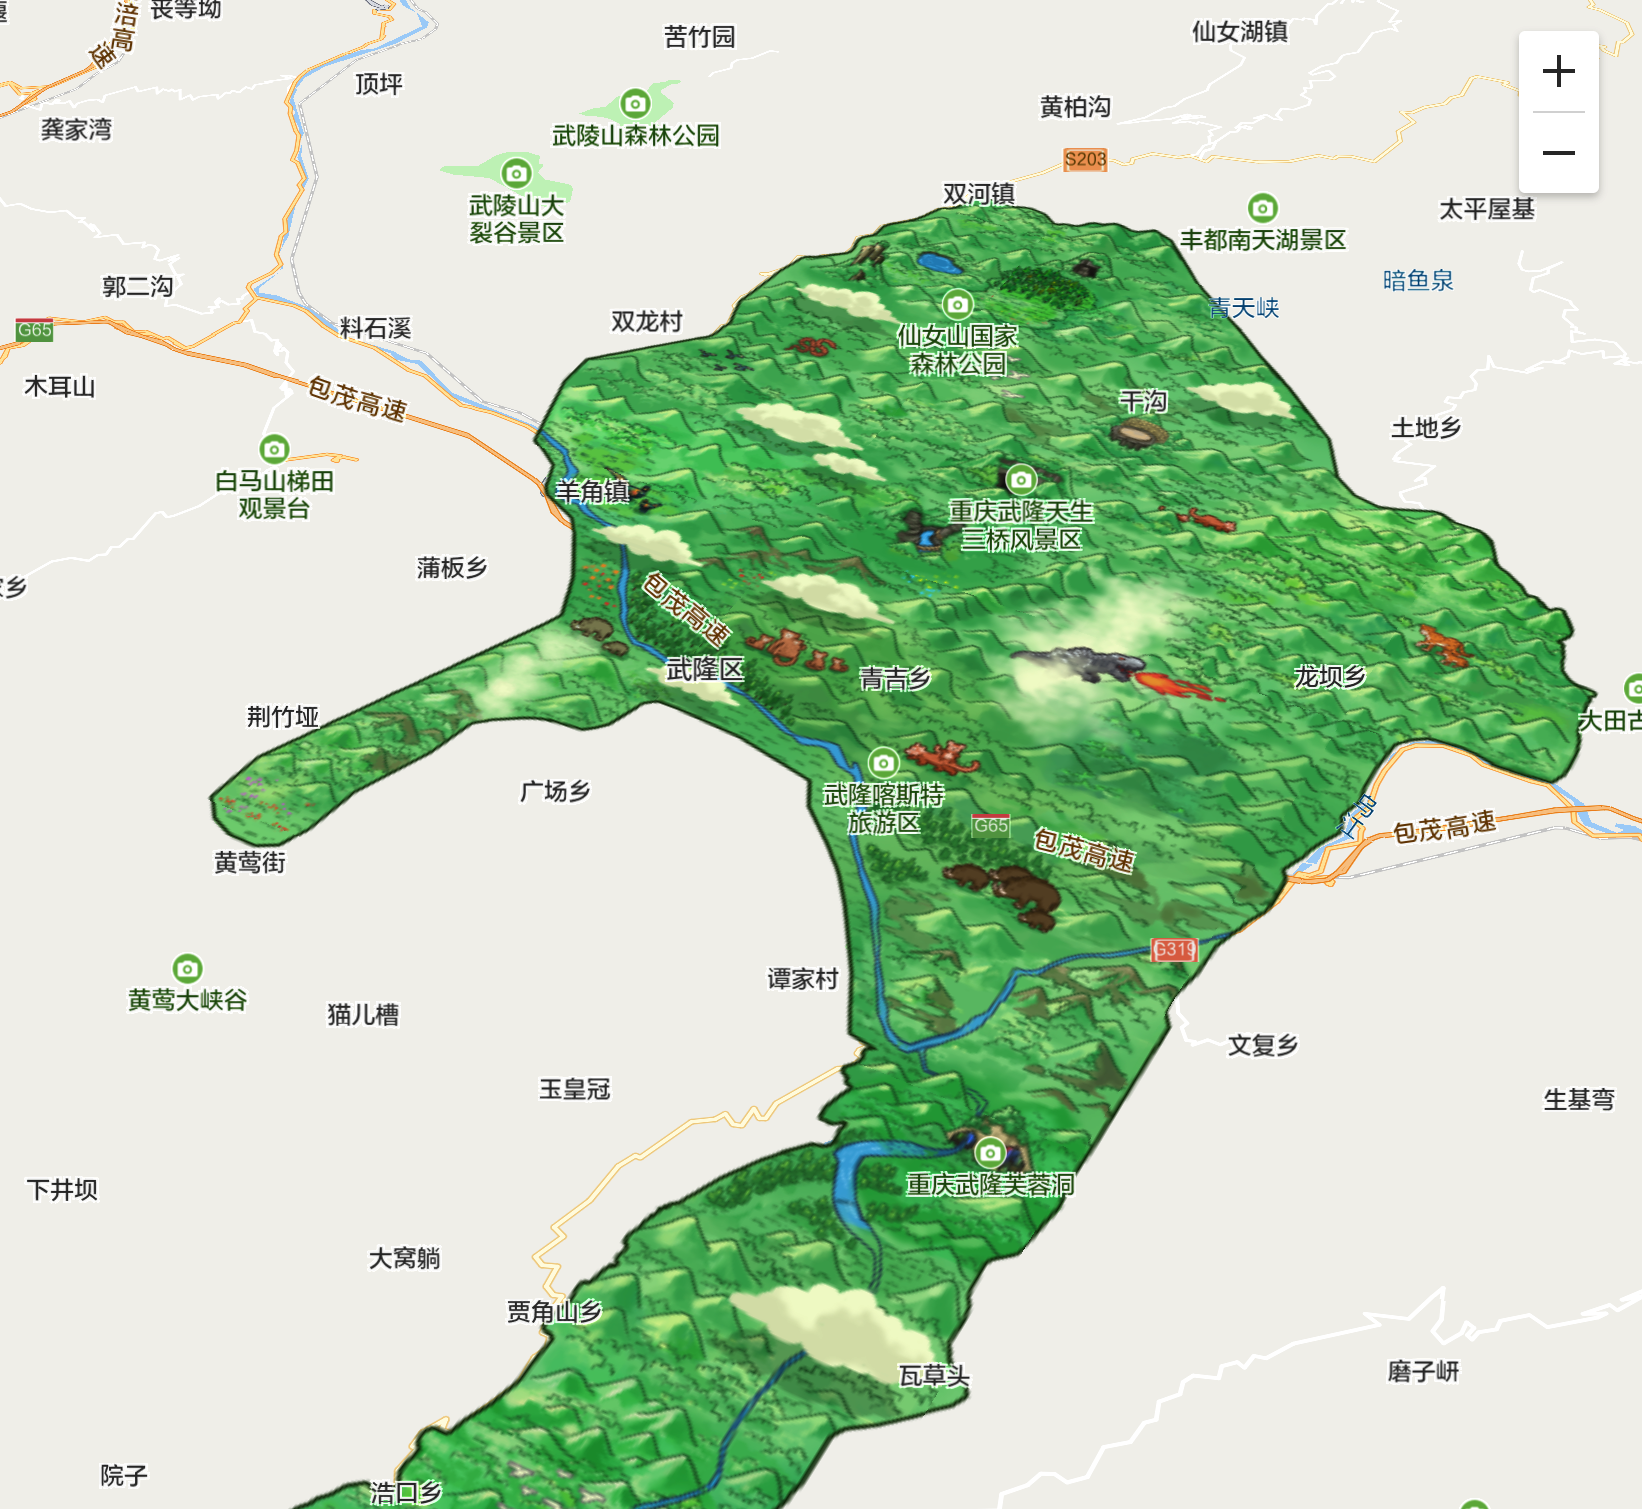 涪高
速
丧等坳
苦竹园
仙女湖镇
顶坪
黄柏沟
龚家湾
武陵山森林公园
S203
双河镇
武陵山大
裂谷景区
太平屋基
丰都南天湖景区
郭二沟
暗鱼泉
青天峡
G65
料石溪
双龙村
仙女山国家
森林公园
木耳山
包茂高速
干沟
土地乡
白马山梯田
观景台
羊角镇
重庆武隆天生
三桥风景区
蒲板乡
包茂高速
武隆区
青吉乡
龙坝乡
荆竹垭
大田古
广场乡
武隆喀斯特
旅游区
G65
包茂高速
乌江
包茂高速
黄莺街
G319
谭家村
黄莺大峡谷
猫儿槽
文复乡
玉皇冠
生基弯
重庆武隆芙蓉洞
下井坝
大窝躺
贾角山乡
瓦草头
磨子岍
院子
浩口乡